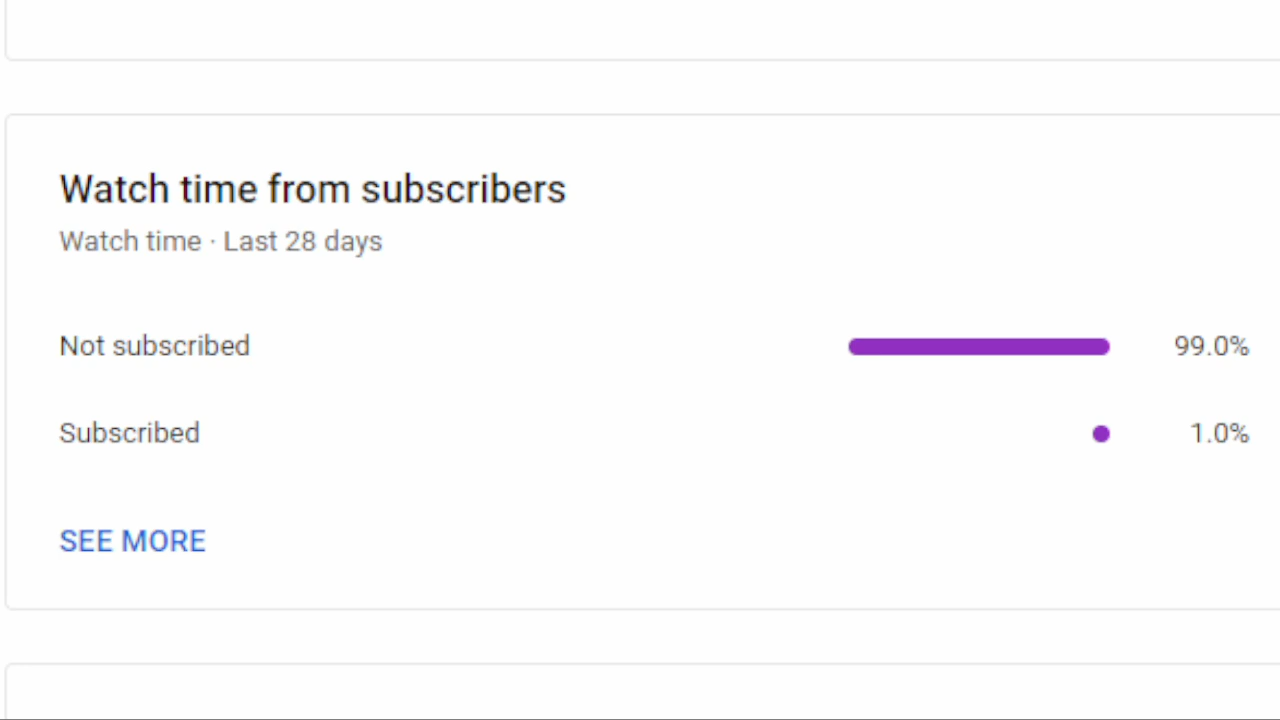 Watch time from subscribers
Watch time · Last 28 days
Not subscribed 99.0%
Subscribed 1.0%
SEE MORE